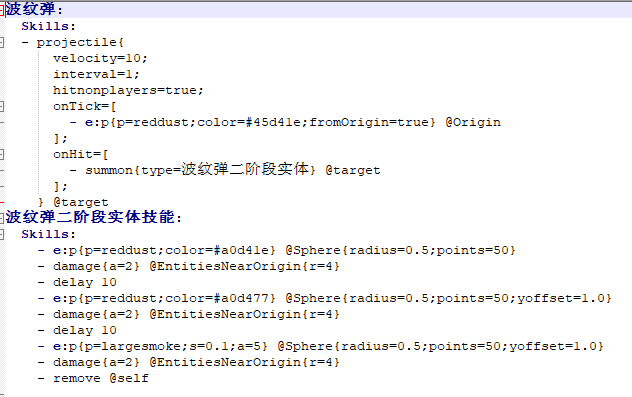 波纹弹:
Skills:
- projectile{
velocity=10;
interval=1;
hitnonplayers=true;
onTick=[
- e:p{p=reddust;color=#45d41e;fromOrigin=true} @Origin
];
onHit=[
- summon{type=波纹弹二阶段实体} @target
];
} @target
波纹弹二阶段实体技能:
Skills:
- e:p{p=reddust;color=#a0d41e} @Sphere{radius=0.5;points=50}
- damage{a=2} @EntitiesNearOrigin{r=4}
- delay 10
- e:p{p=reddust;color=#a0d477} @Sphere{radius=0.5;points=50;yoffset=1.0}
- damage{a=2} @EntitiesNearOrigin{r=4}
- delay 10
- e:p{p=largesmoke;s=0.1;a=5} @Sphere{radius=0.5;points=50;yoffset=1.0}
- damage{a=2} @EntitiesNearOrigin{r=4}
- remove @self